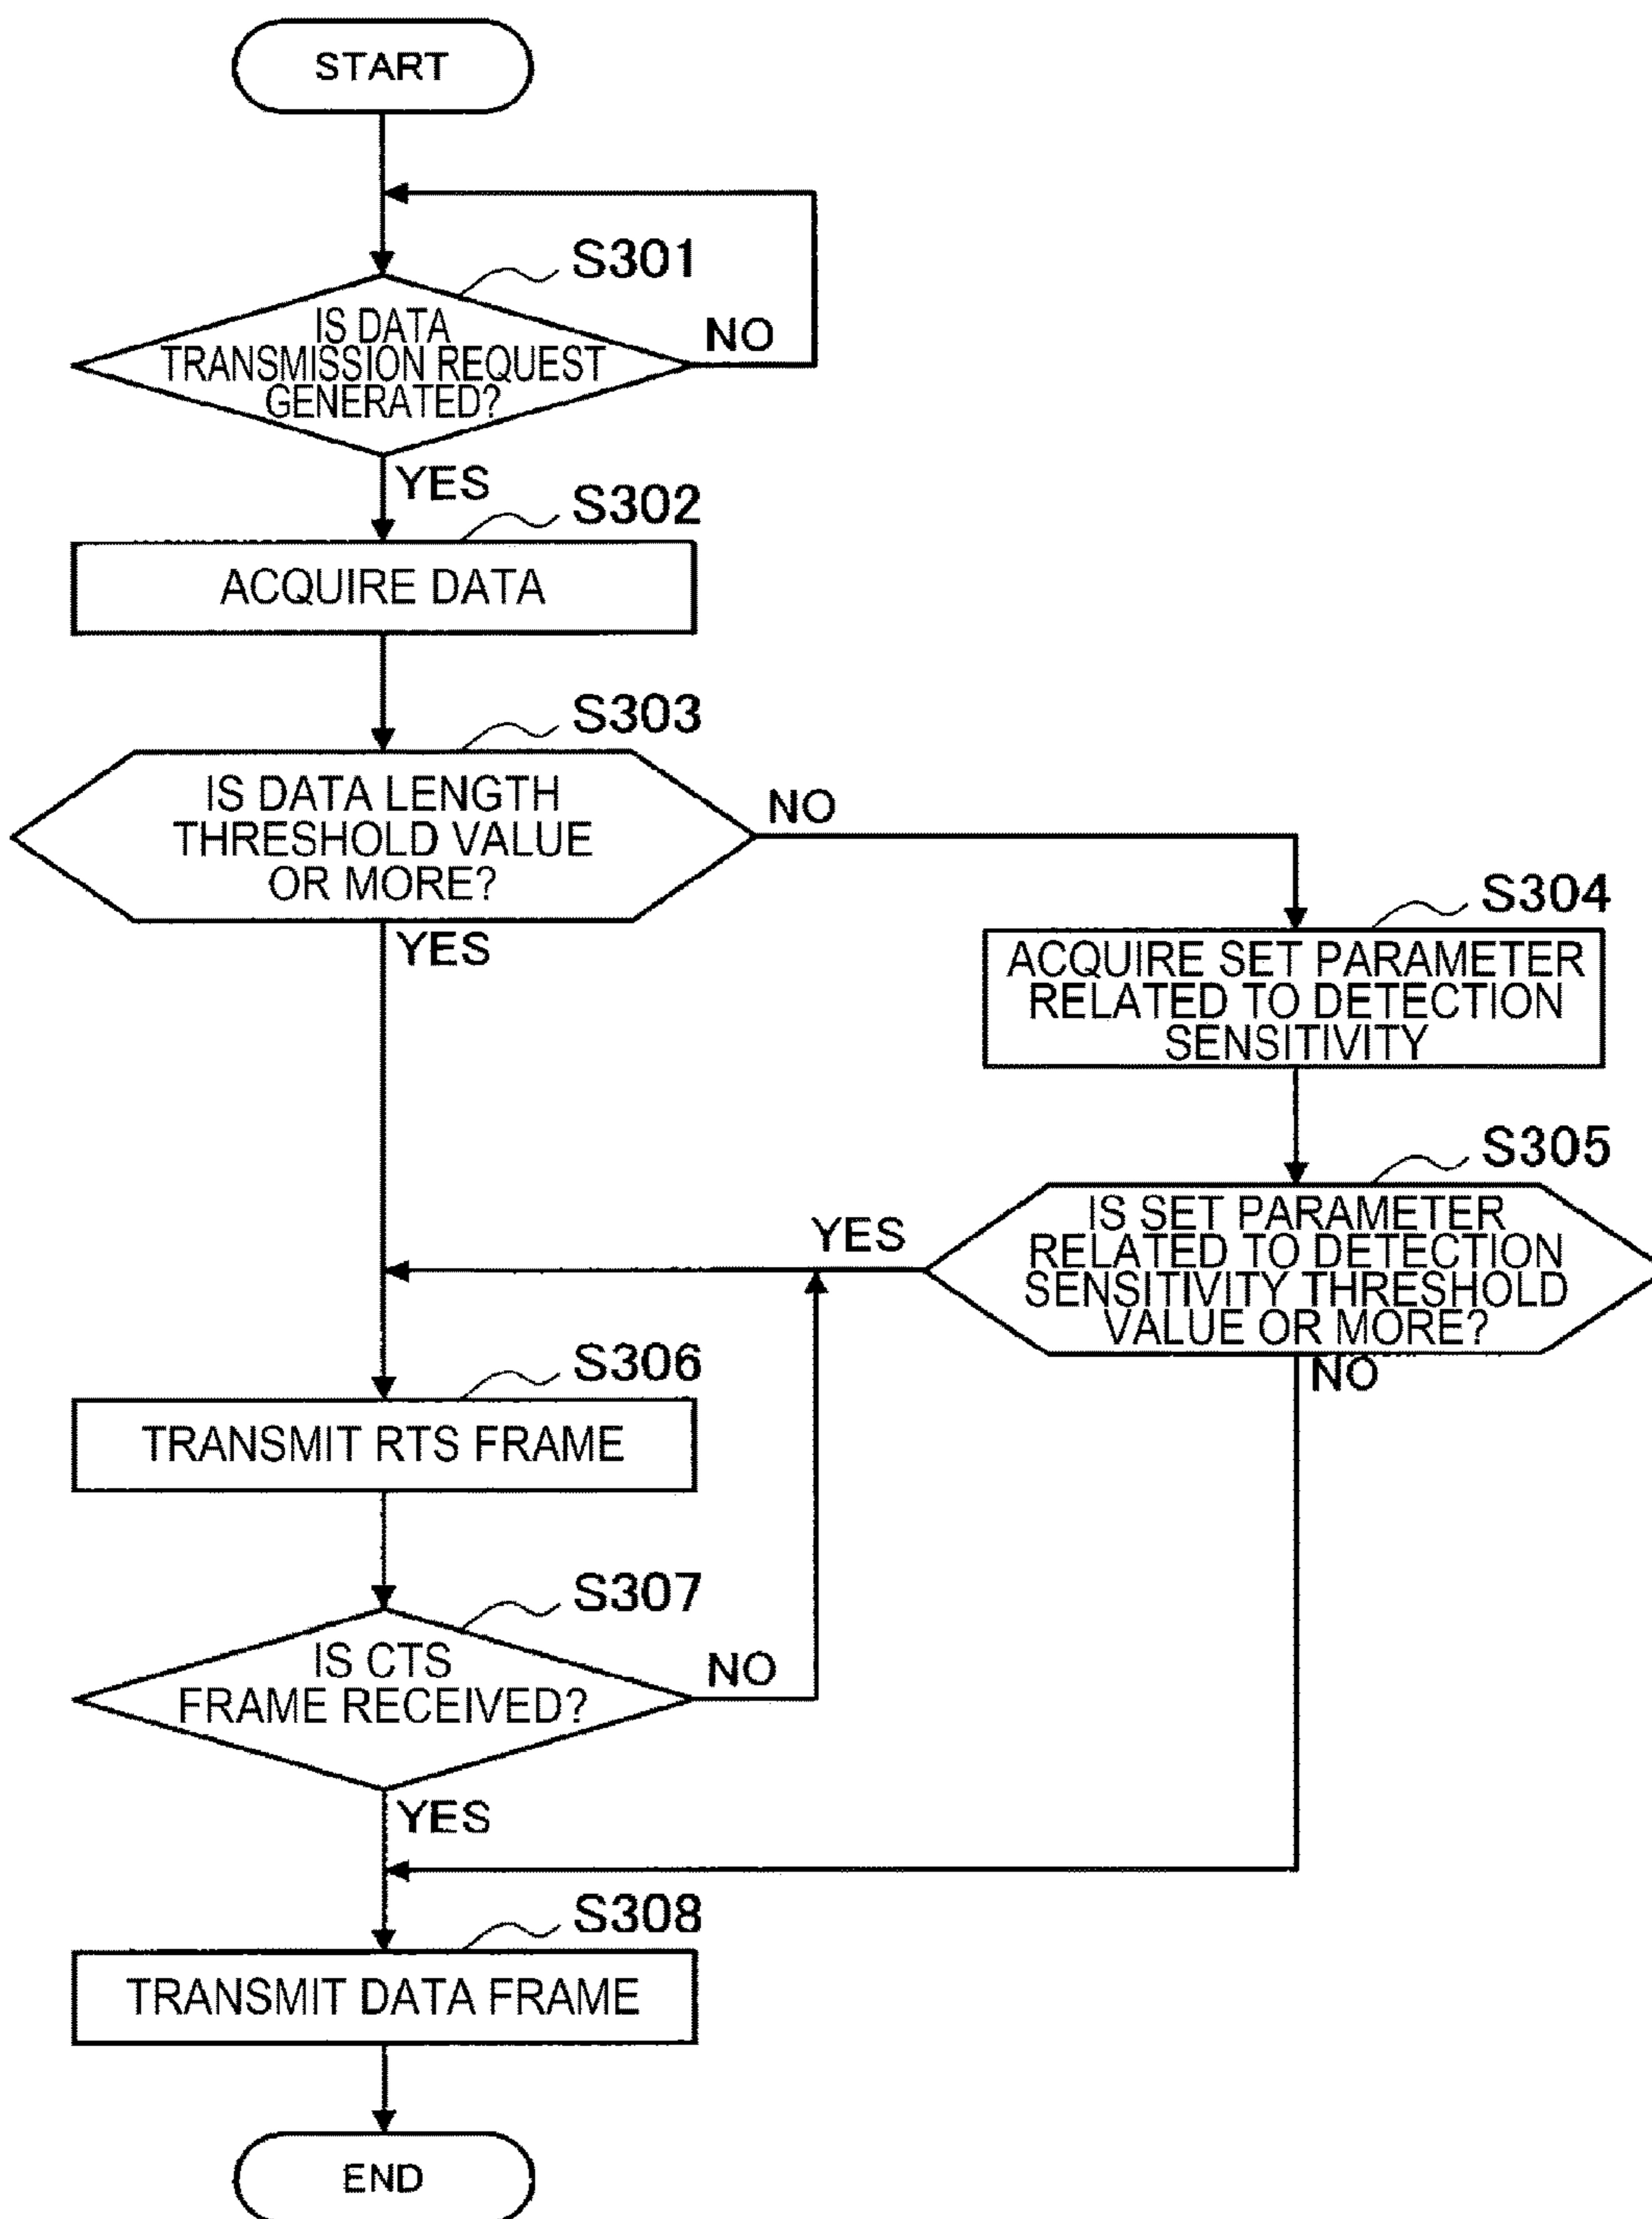 START
S301
IS DATA
TRANSMISSION REQUEST
GENERATED?
NO
YES
S302
ACQUIRE DATA
S303
IS DATA LENGTH
THRESHOLD VALUE
OR MORE?
NO
YES
S304
ACQUIRE SET PARAMETER
RELATED TO DETECTION
SENSITIVITY
S305
IS SET PARAMETER
RELATED TO DETECTION
SENSITIVITY THRESHOLD
VALUE OR MORE?
YES
NO
S306
TRANSMIT RTS FRAME
S307
IS CTS
FRAME RECEIVED?
NO
YES
S308
TRANSMIT DATA FRAME
END